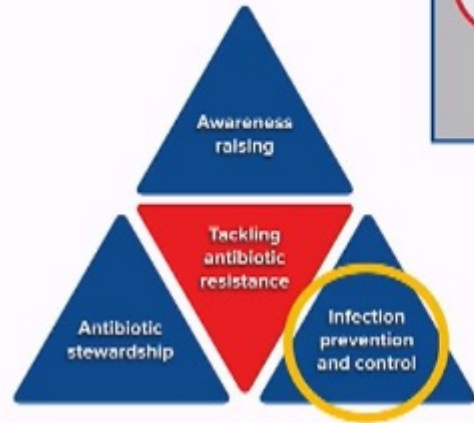 Awareness
raising
Tackling
antibiotic
resistance
Antibiotic
stewardship
Infection
prevention
and control